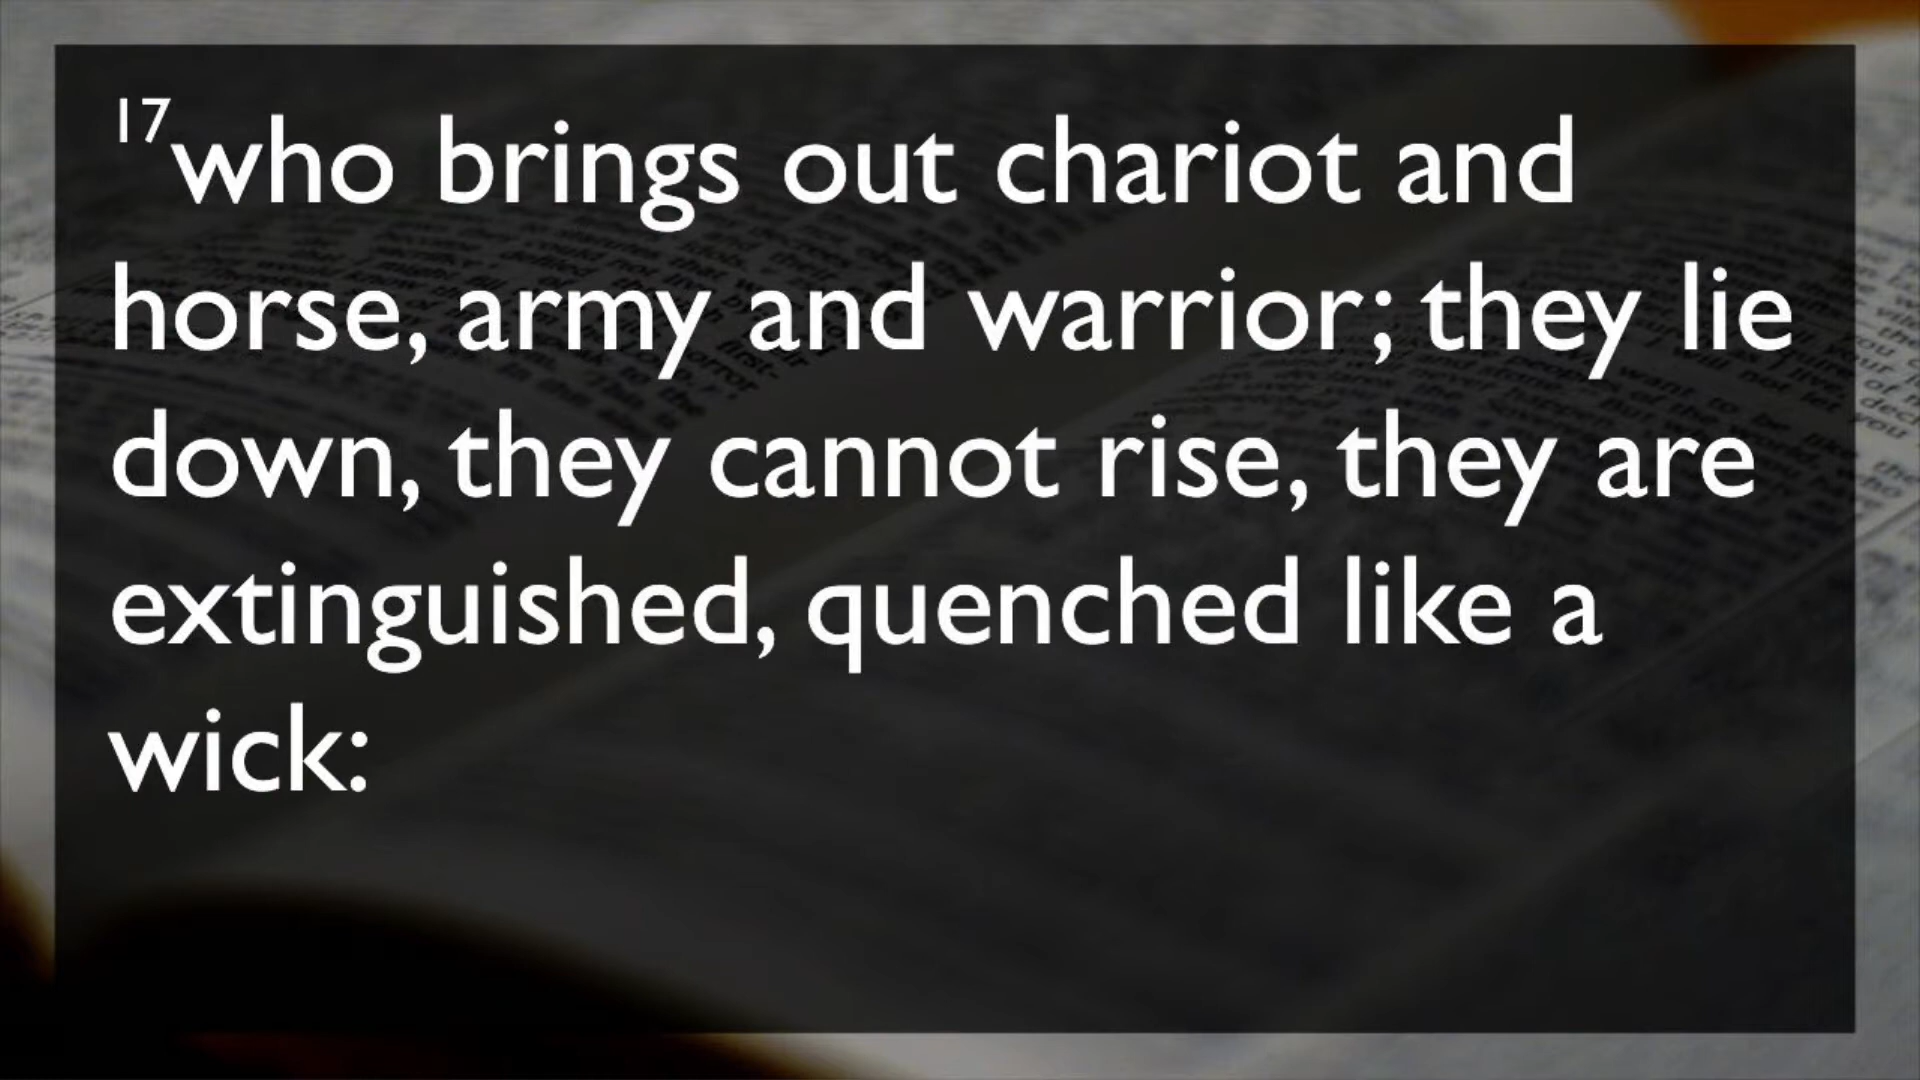 17who brings out chariot and
horse, army and warrior; they lie
down, they cannot rise, they are
extinguished, quenched like a
wick: